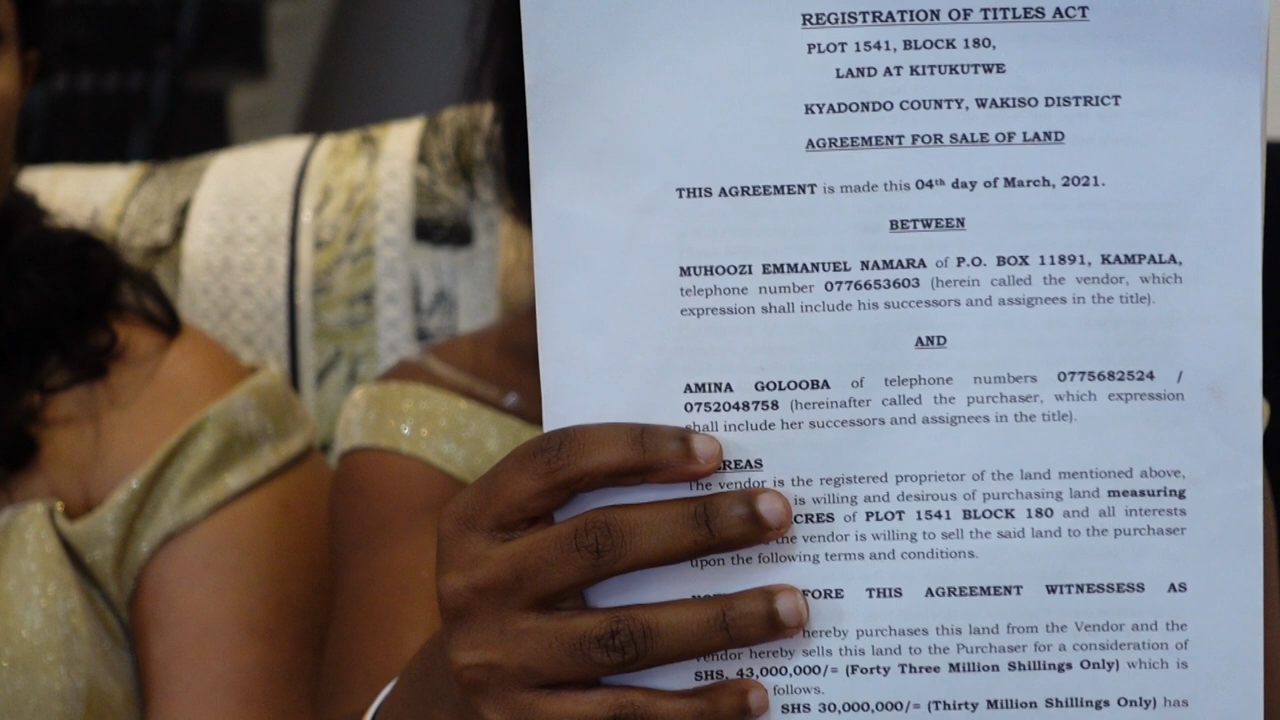 REGISTRATION OF TITLES ACT
PLOT 1541, BLOCK 180,
LAND AT KITUKUTWE
KYADONDO COUNTY, WAKISO DISTRICT
AGREEMENT FOR SALE OF LAND
THIS AGREEMENT is made this 04th day of March, 2021.
BETWEEN
MUHOOZI EMMANUEL NAMARA of P.O. BOX 11891, KAMPALA,
telephone number 0776653603 (herein called the vendor, which
expression shall include his successors and assignees in the title).
AND
AMINA GOLOOBA of telephone numbers 0775682524 /
0752048758 (hereinafter called the purchaser, which expression
shall include her successors and assignees in the title).
The vendor is the registered proprietor of the land mentioned above,
is willing and desirous of purchasing land measuring
of PLOT 1541 BLOCK 180 and all interests
the vendor is willing to sell the said land to the purchaser
upon the following terms and conditions.
THIS AGREEMENT WITNESSESS AS
hereby purchases this land from the Vendor and the
vendor hereby sells this land to the Purchaser for a consideration of
SHS. 43,000,000/= (Forty Three Million Shillings Only) which is
follows.
SHS 30,000,000/= (Thirty Million Shillings Only) has